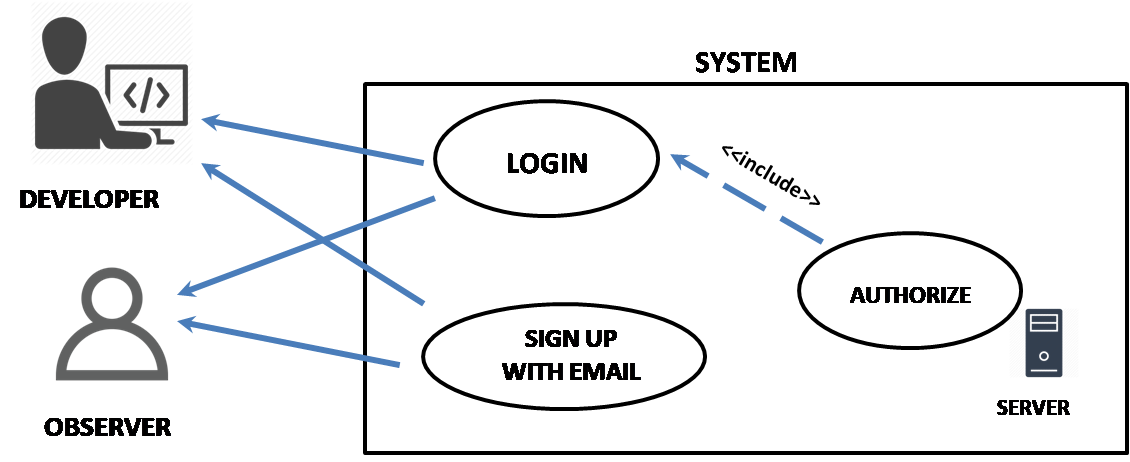 SYSTEM
</>
LOGIN
<<include>>
DEVELOPER
AUTHORIZE
SIGN UP
WITH EMAIL
SERVER
OBSERVER